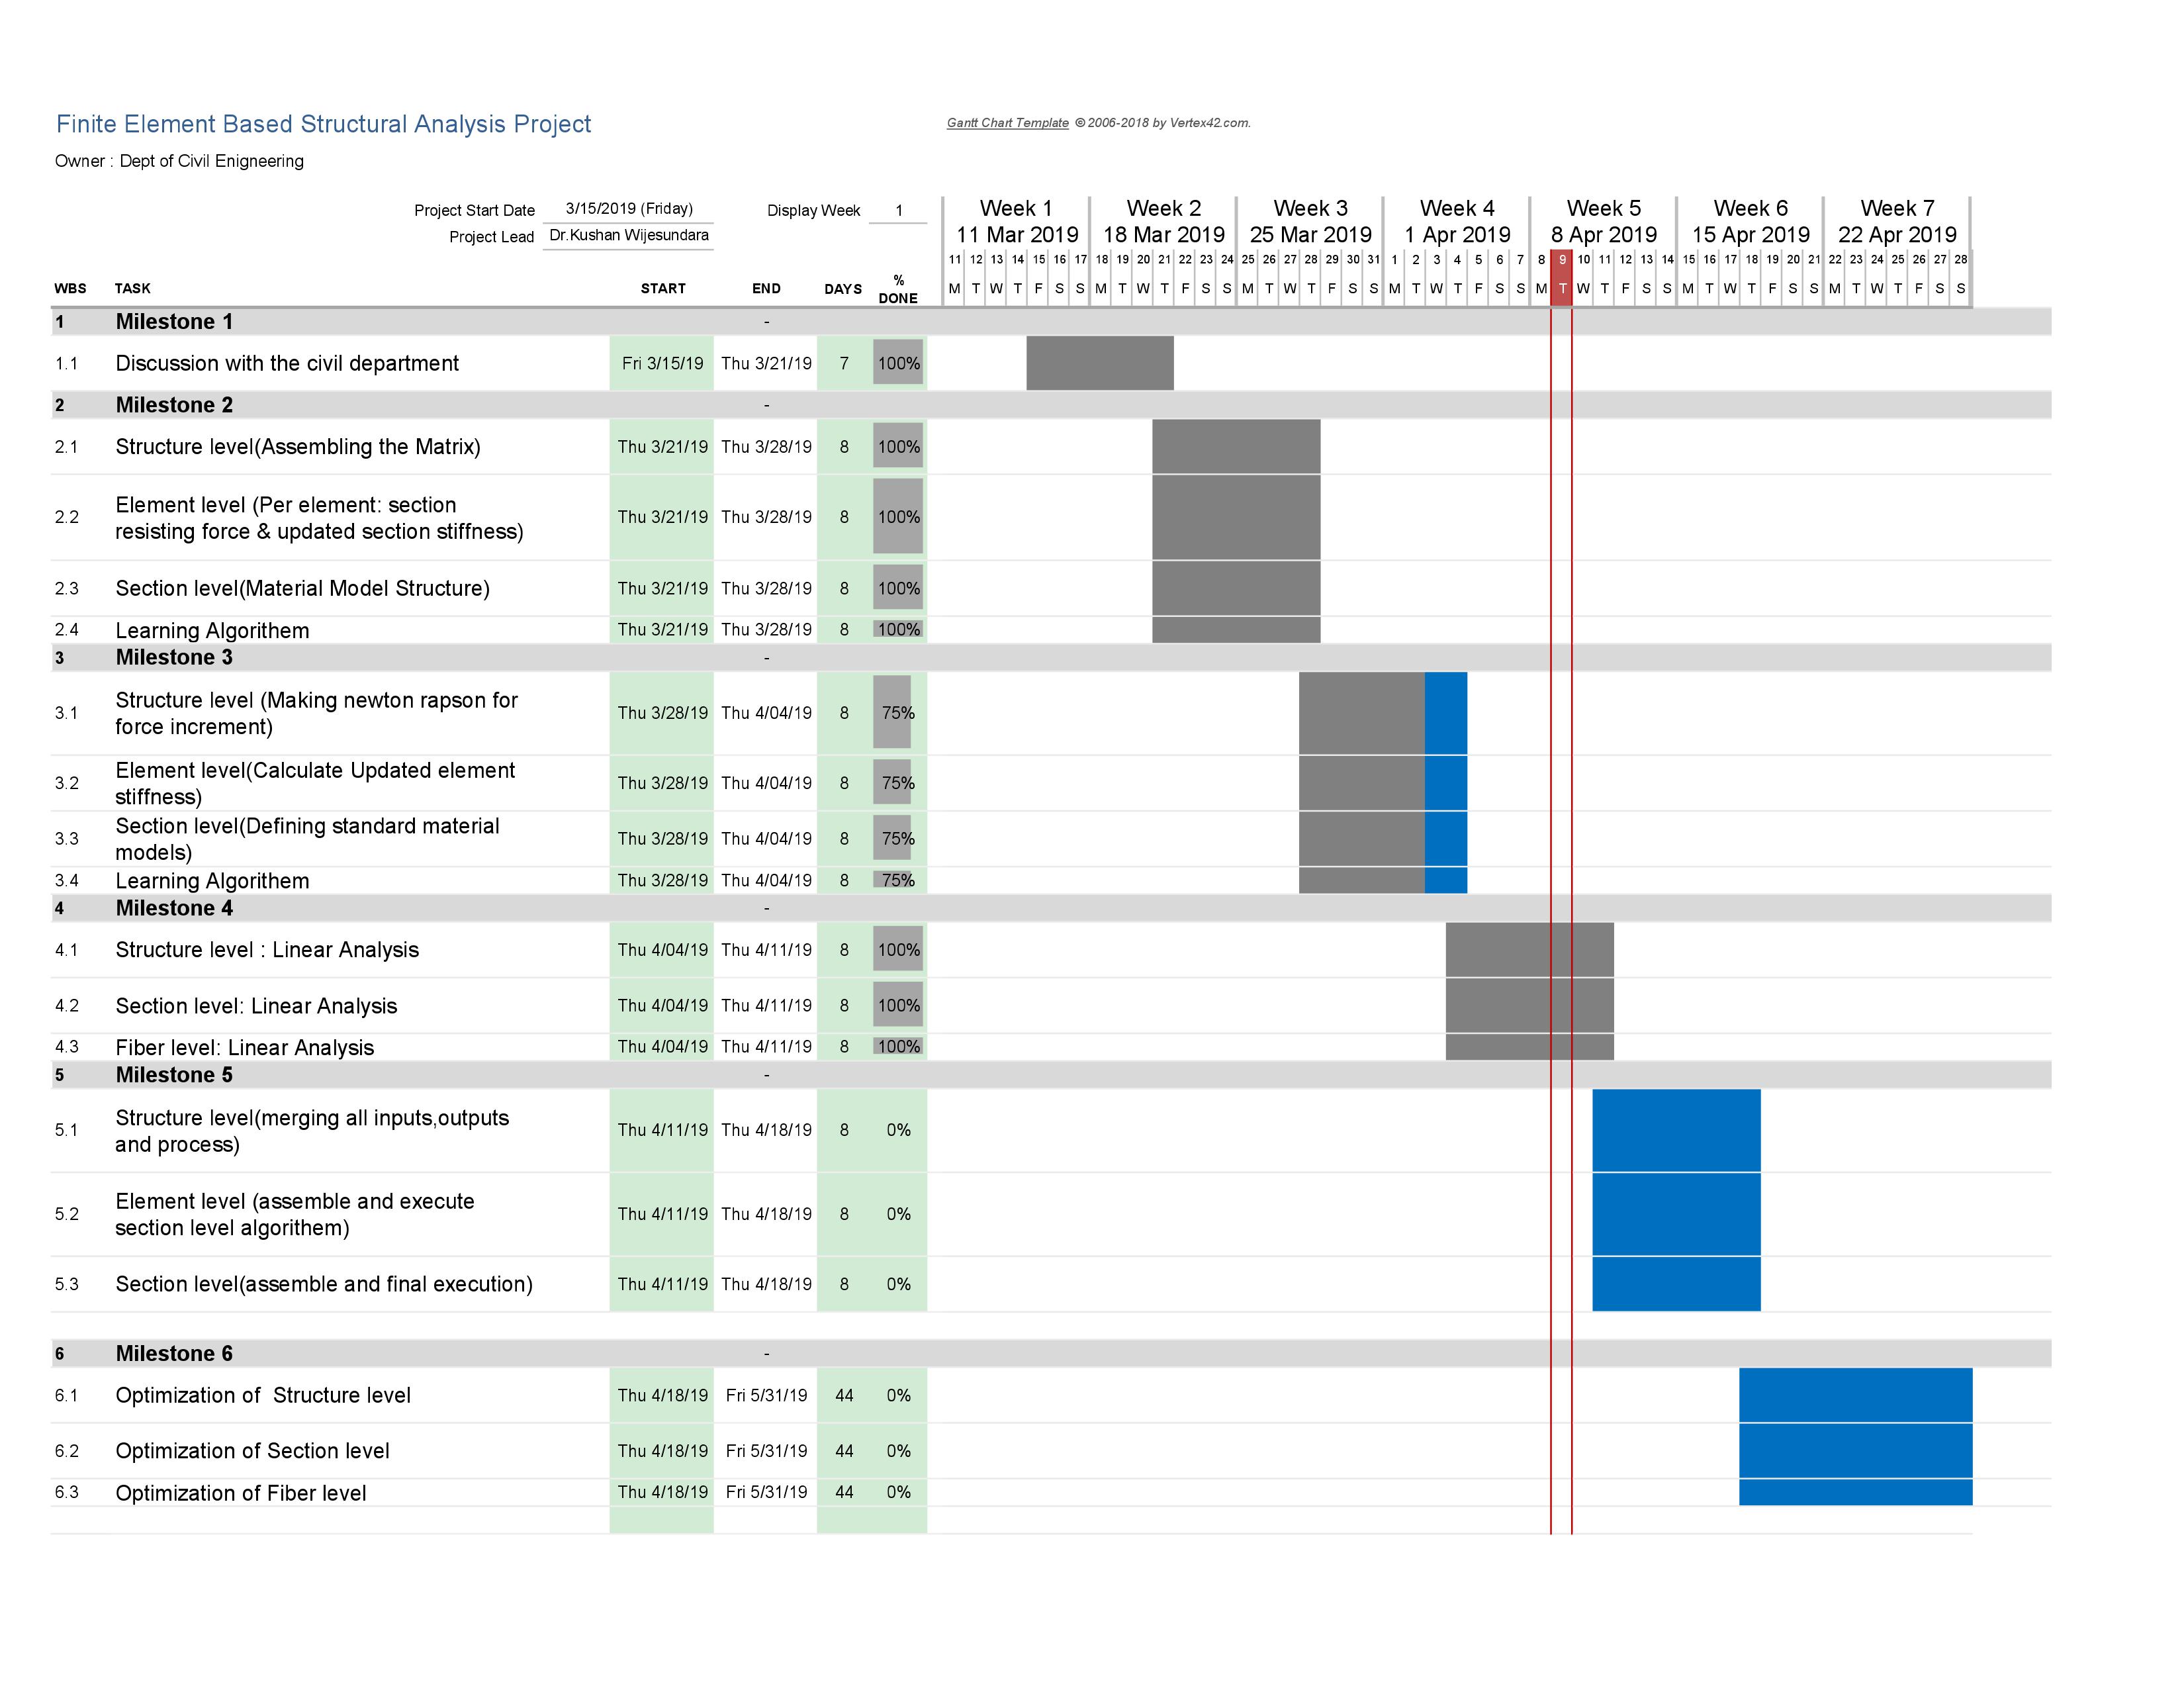 Finite Element Based Structural Analysis Project
Gantt Chart Template © 2006-2018 by Vertex42.com.
Owner : Dept of Civil Enigneering
Project Start Date 3/15/2019 (Friday) Display Week 1
Project Lead Dr.Kushan Wijesundara
Week 1 Week 2 Week 3 Week 4 Week 5 Week 6 Week 7
11 Mar 2019 18 Mar 2019 25 Mar 2019 1 Apr 2019 8 Apr 2019 15 Apr 2019 22 Apr 2019
11 12 13 14 15 16 17 18 19 20 21 22 23 24 25 26 27 28 29 30 31 1 2 3 4 5 6 7 8 9 10 11 12 13 14 15 16 17 18 19 20 21 22 23 24 25 26 27 28
WBS TASK START END DAYS % DONE M T W T F S S M T W T F S S M T W T F S S M T W T F S S M T W T F S S M T W T F S S M T W T F S S
1 Milestone 1 -
1.1 Discussion with the civil department Fri 3/15/19 Thu 3/21/19 7 100%
2 Milestone 2 -
2.1 Structure level(Assembling the Matrix) Thu 3/21/19 Thu 3/28/19 8 100%
2.2 Element level (Per element: section
resisting force & updated section stiffness) Thu 3/21/19 Thu 3/28/19 8 100%
2.3 Section level(Material Model Structure) Thu 3/21/19 Thu 3/28/19 8 100%
2.4 Learning Algorithem Thu 3/21/19 Thu 3/28/19 8 100%
3 Milestone 3 -
3.1 Structure level (Making newton rapson for
force increment) Thu 3/28/19 Thu 4/04/19 8 75%
3.2 Element level(Calculate Updated element
stiffness) Thu 3/28/19 Thu 4/04/19 8 75%
3.3 Section level(Defining standard material
models) Thu 3/28/19 Thu 4/04/19 8 75%
3.4 Learning Algorithem Thu 3/28/19 Thu 4/04/19 8 75%
4 Milestone 4 -
4.1 Structure level : Linear Analysis Thu 4/04/19 Thu 4/11/19 8 100%
4.2 Section level: Linear Analysis Thu 4/04/19 Thu 4/11/19 8 100%
4.3 Fiber level: Linear Analysis Thu 4/04/19 Thu 4/11/19 8 100%
5 Milestone 5 -
5.1 Structure level(merging all inputs,outputs
and process) Thu 4/11/19 Thu 4/18/19 8 0%
5.2 Element level (assemble and execute
section level algorithem) Thu 4/11/19 Thu 4/18/19 8 0%
5.3 Section level(assemble and final execution) Thu 4/11/19 Thu 4/18/19 8 0%
6 Milestone 6 -
6.1 Optimization of  Structure level Thu 4/18/19 Fri 5/31/19 44 0%
6.2 Optimization of Section level Thu 4/18/19 Fri 5/31/19 44 0%
6.3 Optimization of Fiber level Thu 4/18/19 Fri 5/31/19 44 0%